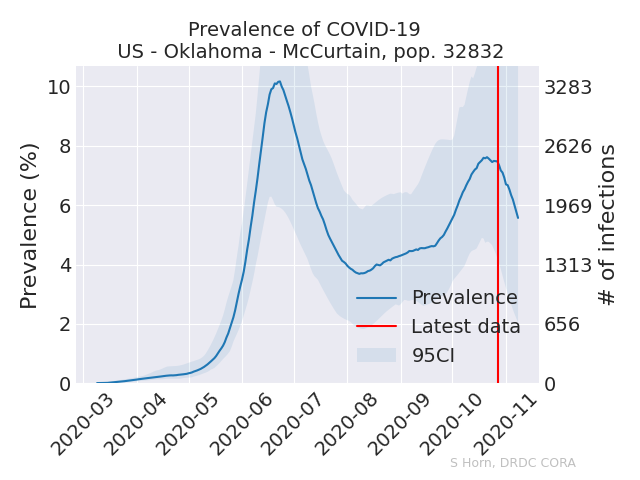 Prevalence of COVID-19
US - Oklahoma - McCurtain, pop. 32832
Prevalence (%)
10
8
6
4
2
0
3283
2626
1969
1313
656
0
# of infections
Prevalence
Latest data
95CI
2020-03
2020-04
2020-05
2020-06
2020-07
2020-08
2020-09
2020-10
2020-11
S Horn, DRDC CORA